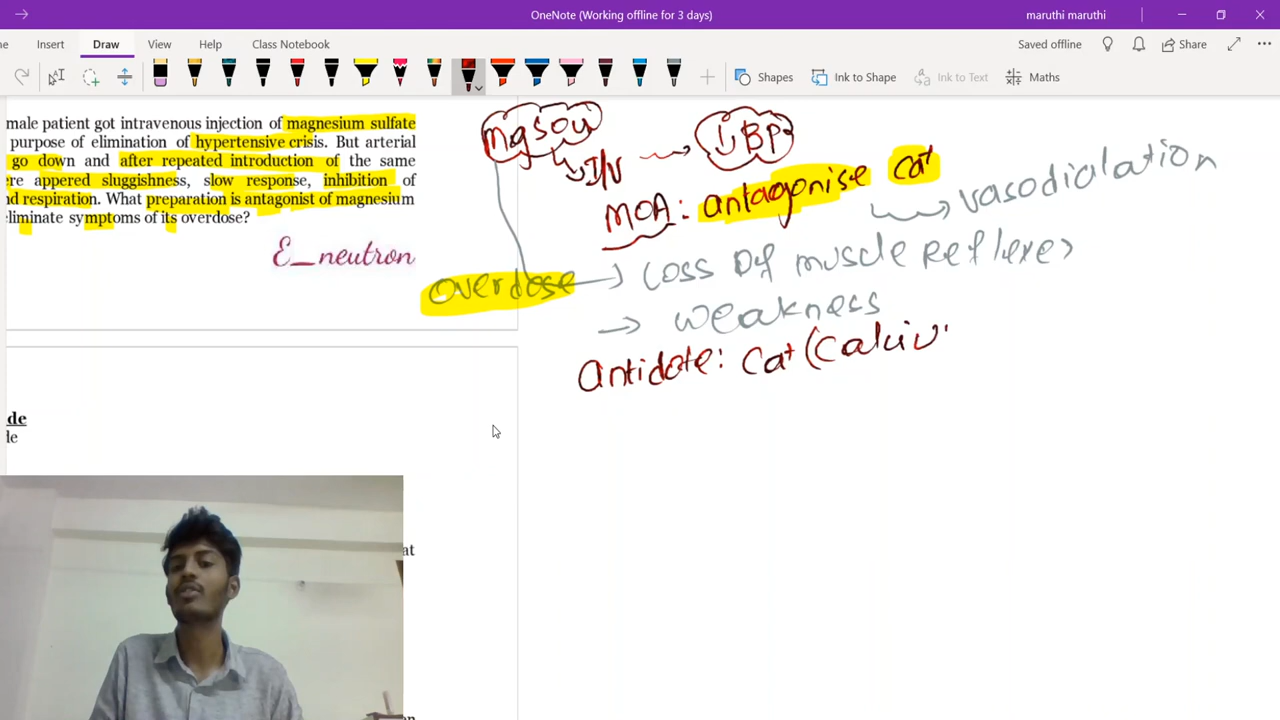 OneNote (Working offline for 3 days)
maruthi maruthi
Insert Draw View Help Class Notebook
Saved offline Share
Shapes Ink to Shape Ink to Text Maths
male patient got intravenous injection of magnesium sulfate
purpose of elimination of hypertensive crisis. But arterial
go down and after repeated introduction of the same
re appered sluggishness, slow response, inhibition of
nd respiration. What preparation is antagonist of magnesium
eliminate symptoms of its overdose?
E_neutron
mgso4
I/V
↓BP
MOA: antagonise ca+
vasodialation
overdose → Loss Of muscle Reflexes
→ weakness
Antidote: Ca+ (Calciu
de
de
at